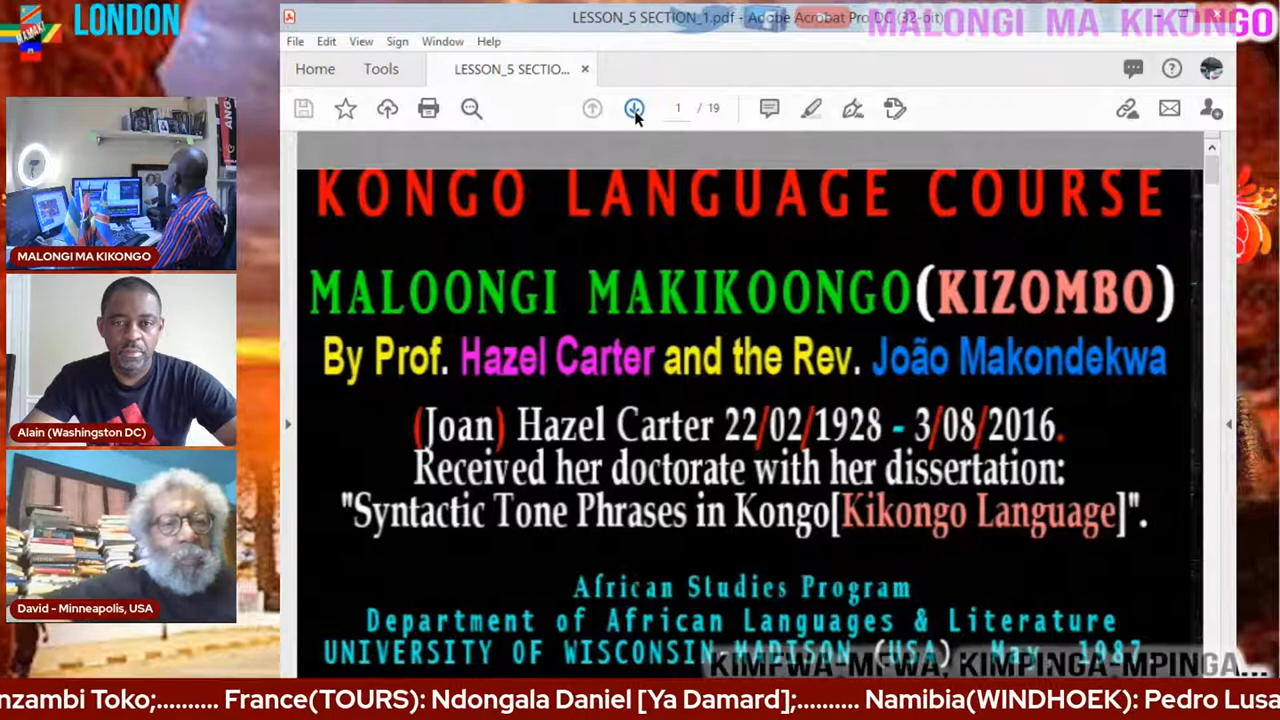 LONDON
MAMAKI
LESSON_5 SECTION_1.pdf - Adobe Acrobat Pro DC (32-bit)
MALONGI MA KIKONGO
File Edit View Sign Window Help
Home Tools LESSON_5 SECTIO... ×
1 / 19
KONGO LANGUAGE COURSE
MALOONGI MAKIKOONGO(KIZOMBO)
By Prof. Hazel Carter and the Rev. João Makondekwa
(Joan) Hazel Carter 22/02/1928 - 3/08/2016.
Received her doctorate with her dissertation:
"Syntactic Tone Phrases in Kongo[Kikongo Language]".
African Studies Program
Department of African Languages & Literature
UNIVERSITY OF WISCONSIN-MADISON (USA) May 1987
KIMFWA-MFWA, KIMPINGA-MPINGA...
MALONGI MA KIKONGO
Alain (Washington DC)
David - Minneapolis, USA
nzambi Toko;.......... France(TOURS): Ndongala Daniel [Ya Damard];.......... Namibia(WINDHOEK): Pedro Lusa